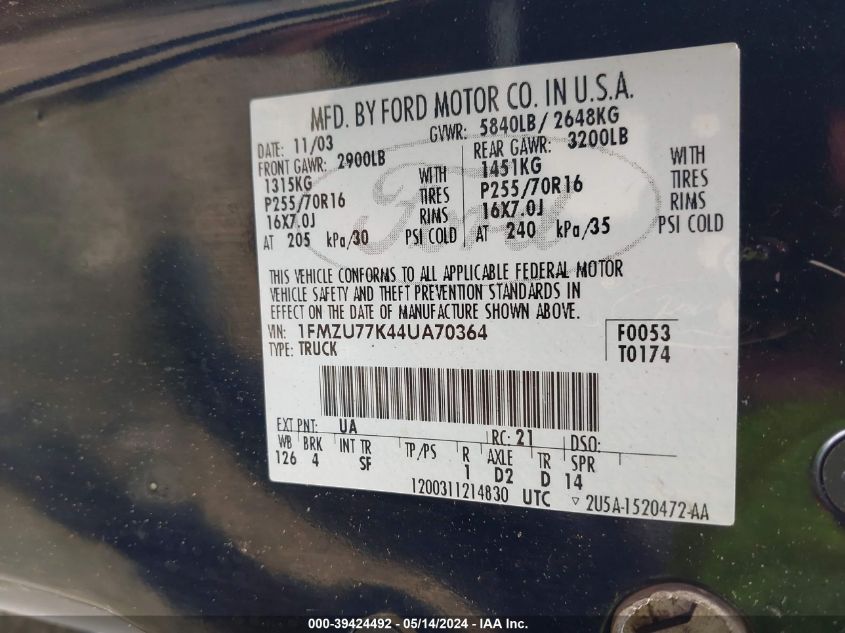 MFD. BY FORD MOTOR CO. IN U.S.A.
DATE: 11/03 GVWR: 5840LB/ 2648KG
FRONT GAWR: 2900LB REAR GAWR: 3200LB
1315KG WITH 1451KG WITH
P255/70R16 TIRES P255/70R16 TIRES
16X7.0J RIMS 16X7.0J RIMS
AT 205 kPa/30 PSI COLD AT 240 kPa/35 PSI COLD
Ford
THIS VEHICLE CONFORMS TO ALL APPLICABLE FEDERAL MOTOR
VEHICLE SAFETY AND THEFT PREVENTION STANDARDS IN
EFFECT ON THE DATE OF MANUFACTURE SHOWN ABOVE.
VIN: 1FMZU77K44UA70364 F0053
TYPE: TRUCK T0174
EXT PNT: UA RC: 21 DSO:
WB BRK INT TR TP/PS R AXLE TR SPR
126 4 SF 1 D2 D 14
1200311214830 UTC ▽ 2U5A-1520472-AA
000-39424492 - 05/14/2024 - IAA Inc.